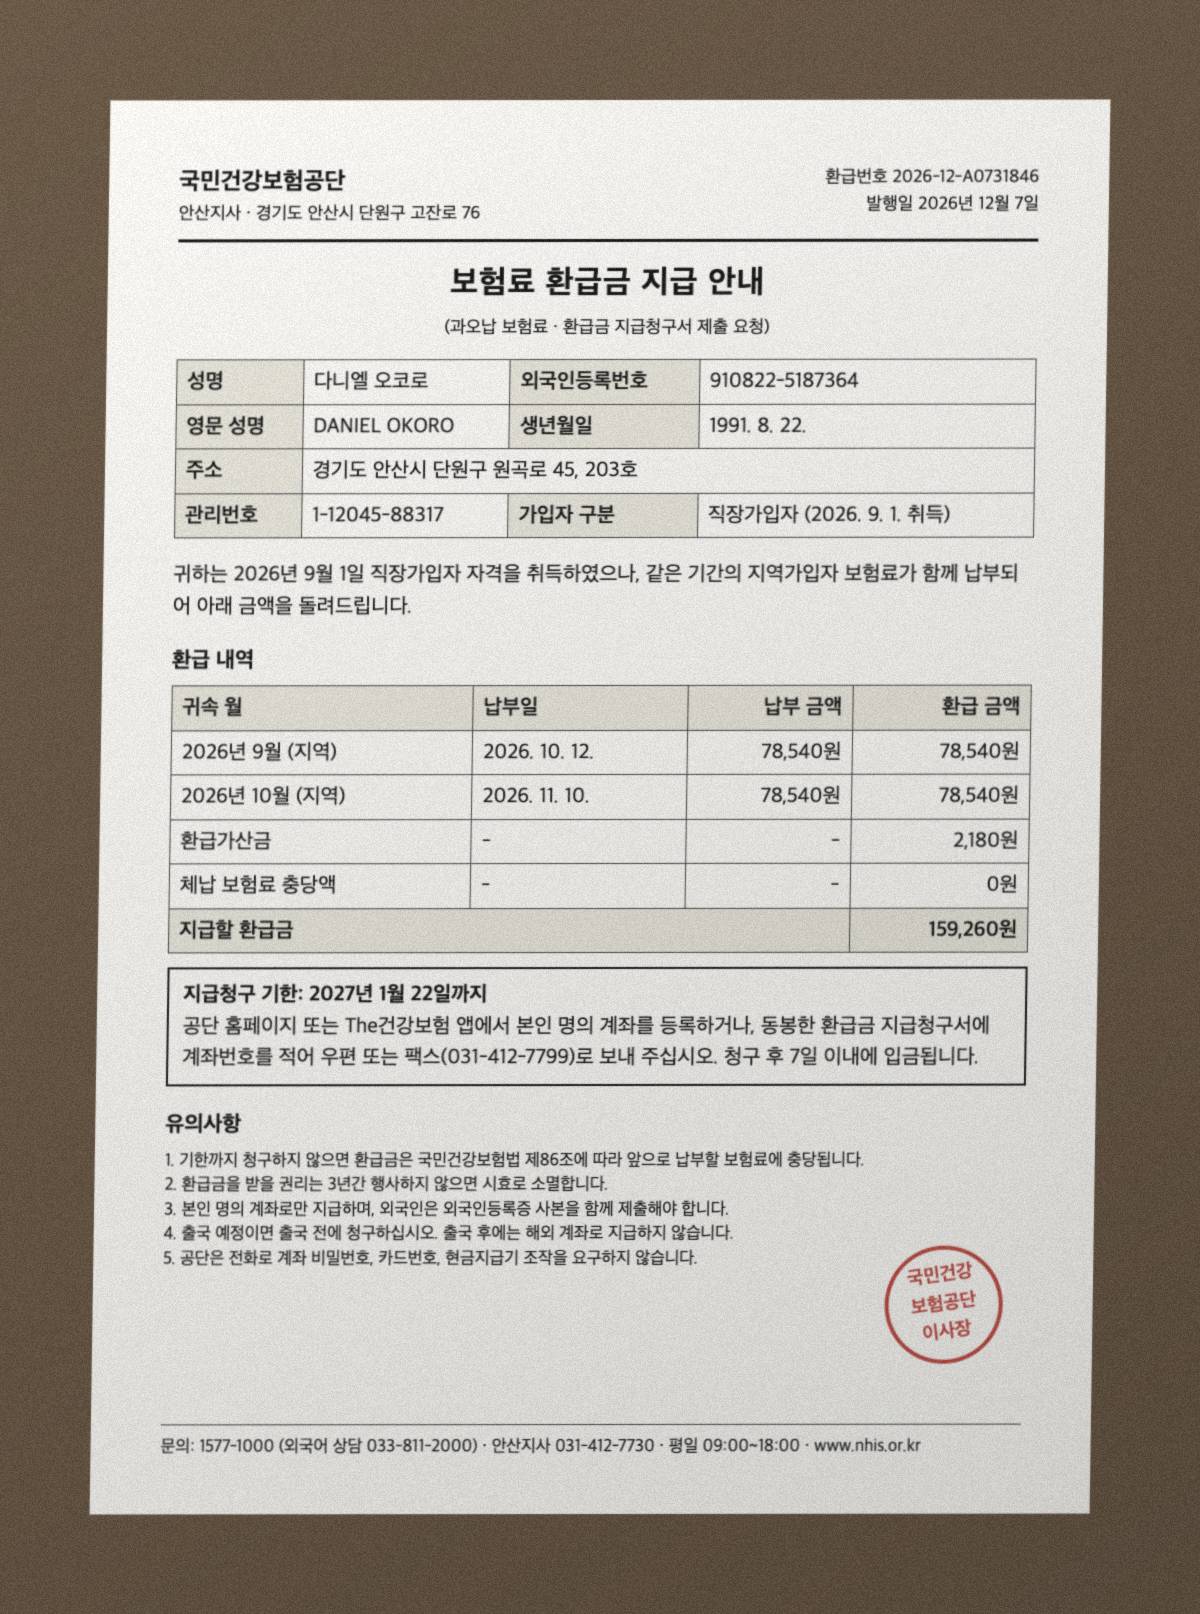 국민건강보험공단
안산지사 · 경기도 안산시 단원구 고잔로 76
환급번호 2026-12-A0731846
발행일 2026년 12월 7일
보험료 환급금 지급 안내
(과오납 보험료 · 환급금 지급청구서 제출 요청)
성명 다니엘 오코로 외국인등록번호 910822-5187364
영문 성명 DANIEL OKORO 생년월일 1991. 8. 22.
주소 경기도 안산시 단원구 원곡로 45, 203호
관리번호 1-12045-88317 가입자 구분 직장가입자 (2026. 9. 1. 취득)
귀하는 2026년 9월 1일 직장가입자 자격을 취득하였으나, 같은 기간의 지역가입자 보험료가 함께 납부되
어 아래 금액을 돌려드립니다.
환급 내역
귀속 월 납부일 납부 금액 환급 금액
2026년 9월 (지역) 2026. 10. 12. 78,540원 78,540원
2026년 10월 (지역) 2026. 11. 10. 78,540원 78,540원
환급가산금 - - 2,180원
체납 보험료 충당액 - - 0원
지급할 환급금 159,260원
지급청구 기한: 2027년 1월 22일까지
공단 홈페이지 또는 The건강보험 앱에서 본인 명의 계좌를 등록하거나, 동봉한 환급금 지급청구서에
계좌번호를 적어 우편 또는 팩스(031-412-7799)로 보내 주십시오. 청구 후 7일 이내에 입금됩니다.
유의사항
1. 기한까지 청구하지 않으면 환급금은 국민건강보험법 제86조에 따라 앞으로 납부할 보험료에 충당됩니다.
2. 환급금을 받을 권리는 3년간 행사하지 않으면 시효로 소멸합니다.
3. 본인 명의 계좌로만 지급하며, 외국인은 외국인등록증 사본을 함께 제출해야 합니다.
4. 출국 예정이면 출국 전에 청구하십시오. 출국 후에는 해외 계좌로 지급하지 않습니다.
5. 공단은 전화로 계좌 비밀번호, 카드번호, 현금지급기 조작을 요구하지 않습니다.
국민건강
보험공단
이사장
문의: 1577-1000 (외국어 상담 033-811-2000) · 안산지사 031-412-7730 · 평일 09:00~18:00 · www.nhis.or.kr